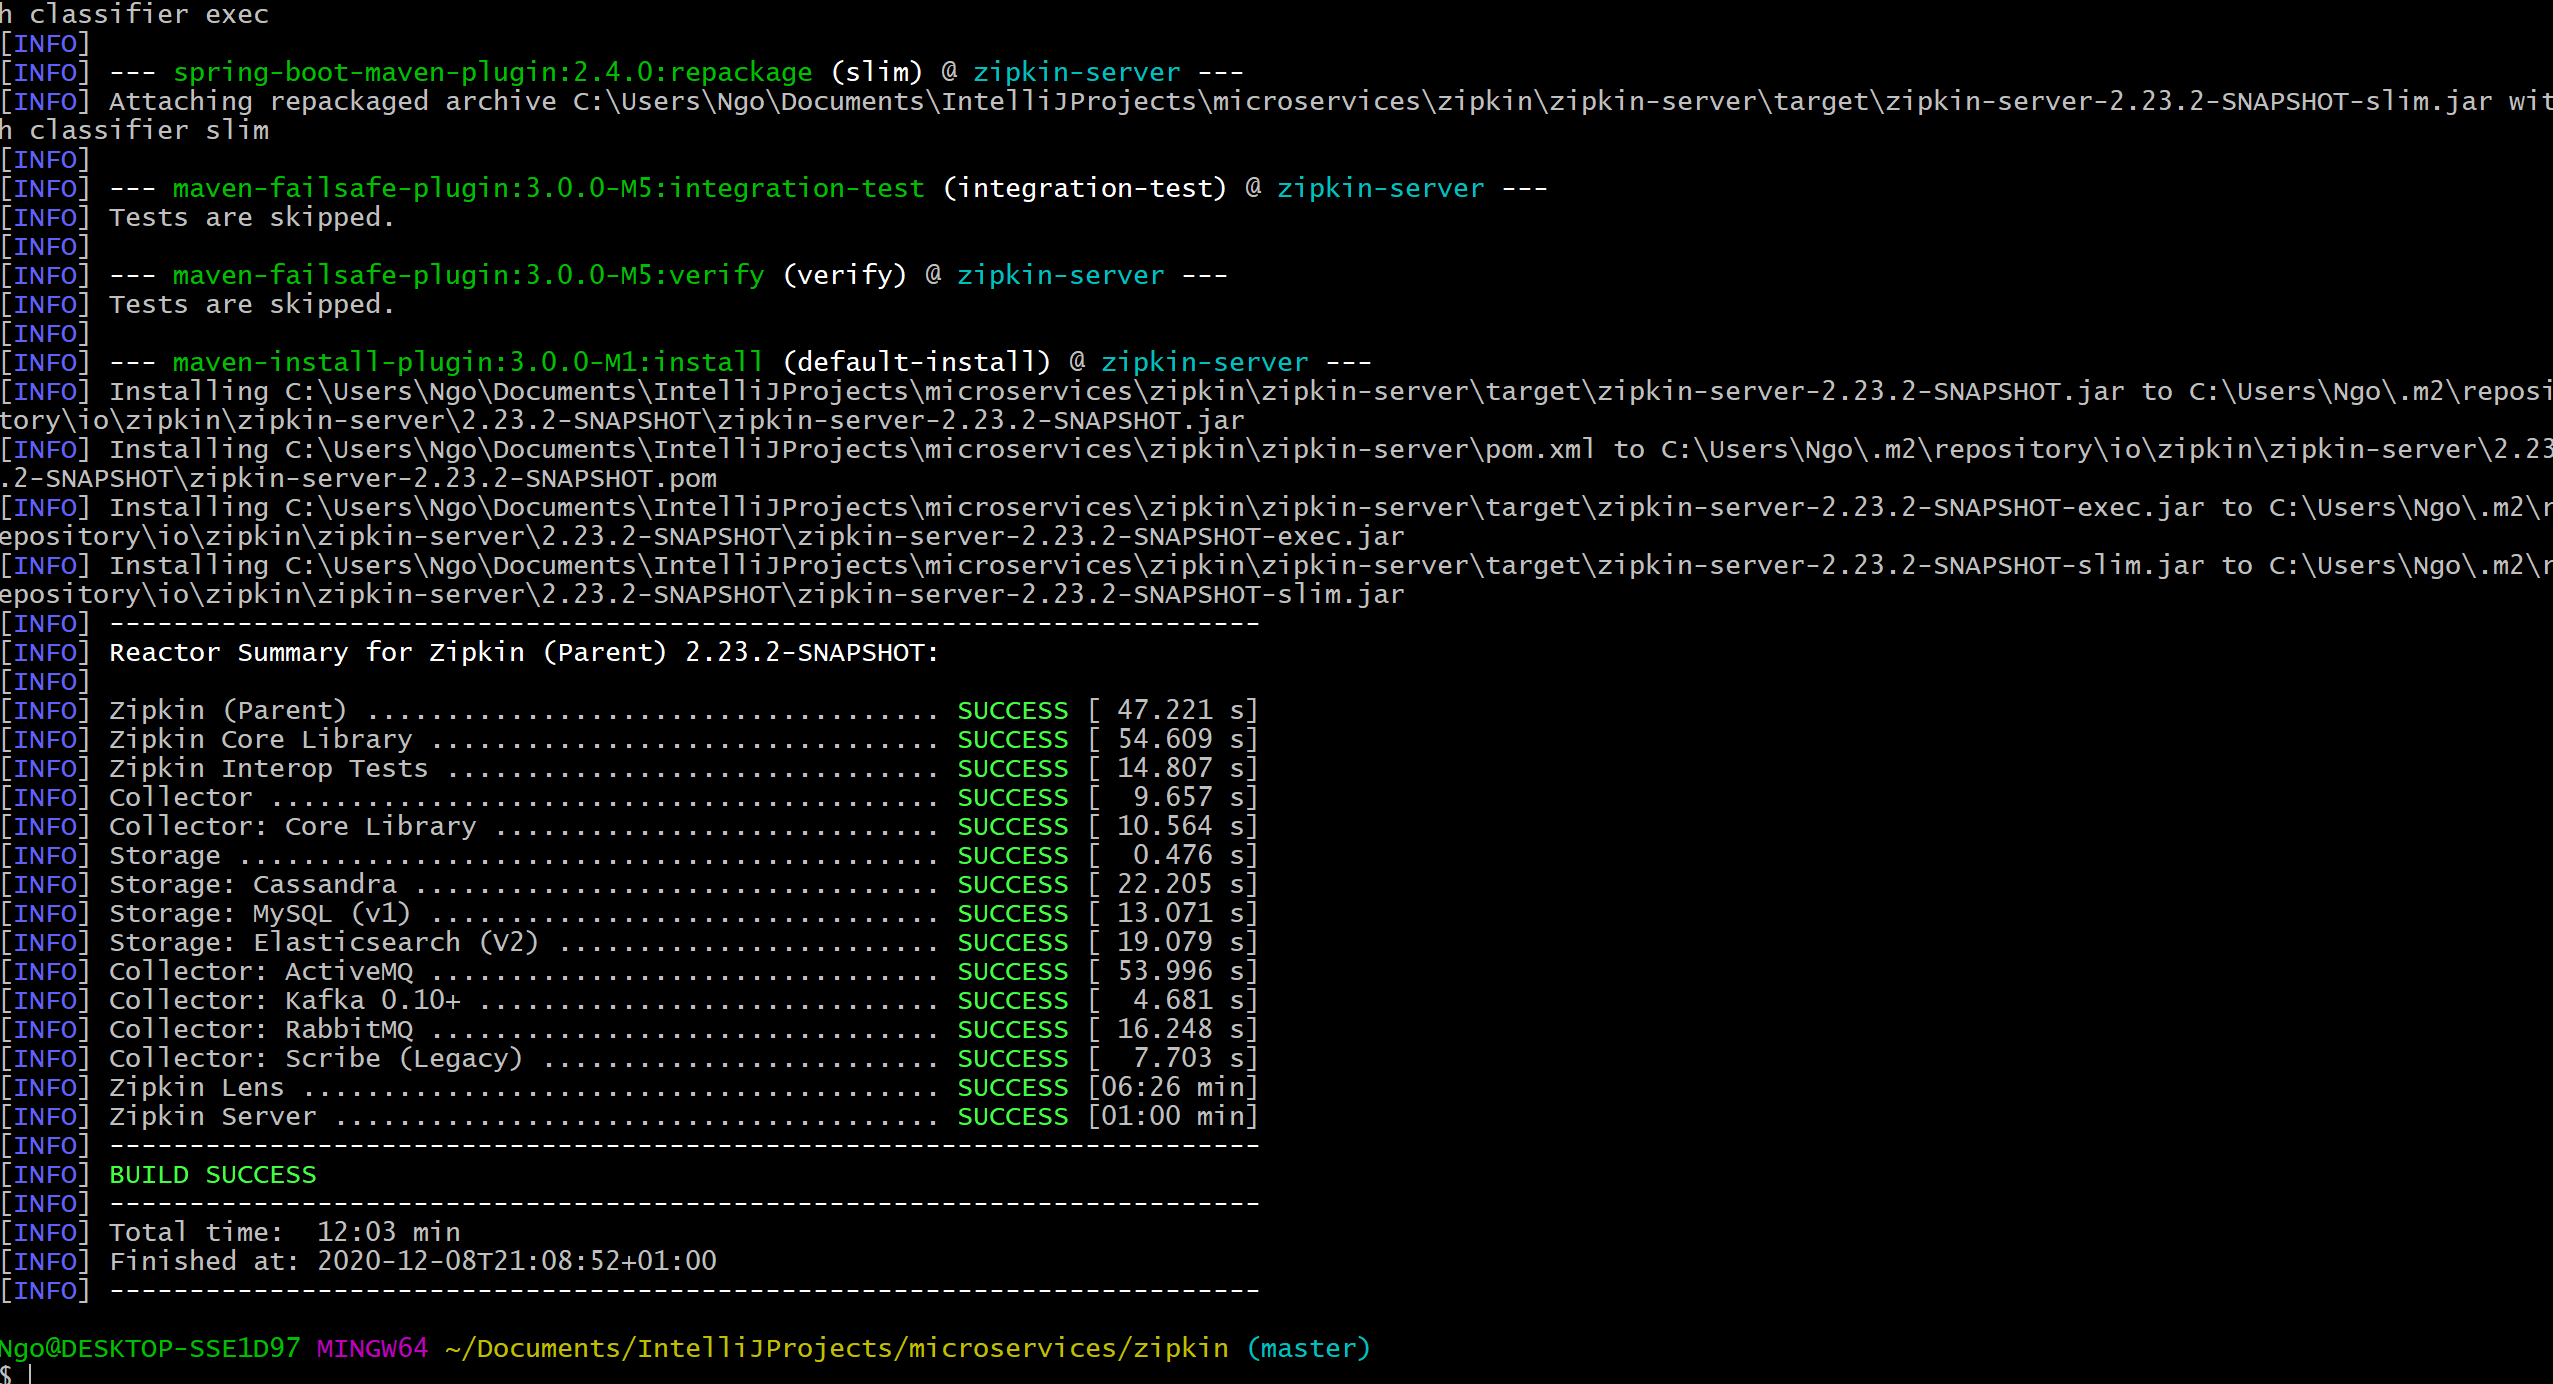 h classifier exec
[INFO]
[INFO] --- spring-boot-maven-plugin:2.4.0:repackage (slim) @ zipkin-server ---
[INFO] Attaching repackaged archive C:\Users\Ngo\Documents\IntelliJProjects\microservices\zipkin\zipkin-server\target\zipkin-server-2.23.2-SNAPSHOT-slim.jar wit
h classifier slim
[INFO]
[INFO] --- maven-failsafe-plugin:3.0.0-M5:integration-test (integration-test) @ zipkin-server ---
[INFO] Tests are skipped.
[INFO]
[INFO] --- maven-failsafe-plugin:3.0.0-M5:verify (verify) @ zipkin-server ---
[INFO] Tests are skipped.
[INFO]
[INFO] --- maven-install-plugin:3.0.0-M1:install (default-install) @ zipkin-server ---
[INFO] Installing C:\Users\Ngo\Documents\IntelliJProjects\microservices\zipkin\zipkin-server\target\zipkin-server-2.23.2-SNAPSHOT.jar to C:\Users\Ngo\.m2\reposi
tory\io\zipkin\zipkin-server\2.23.2-SNAPSHOT\zipkin-server-2.23.2-SNAPSHOT.jar
[INFO] Installing C:\Users\Ngo\Documents\IntelliJProjects\microservices\zipkin\zipkin-server\pom.xml to C:\Users\Ngo\.m2\repository\io\zipkin\zipkin-server\2.23
.2-SNAPSHOT\zipkin-server-2.23.2-SNAPSHOT.pom
[INFO] Installing C:\Users\Ngo\Documents\IntelliJProjects\microservices\zipkin\zipkin-server\target\zipkin-server-2.23.2-SNAPSHOT-exec.jar to C:\Users\Ngo\.m2\r
epository\io\zipkin\zipkin-server\2.23.2-SNAPSHOT\zipkin-server-2.23.2-SNAPSHOT-exec.jar
[INFO] Installing C:\Users\Ngo\Documents\IntelliJProjects\microservices\zipkin\zipkin-server\target\zipkin-server-2.23.2-SNAPSHOT-slim.jar to C:\Users\Ngo\.m2\r
epository\io\zipkin\zipkin-server\2.23.2-SNAPSHOT\zipkin-server-2.23.2-SNAPSHOT-slim.jar
[INFO] ------------------------------------------------------------------------
[INFO] Reactor Summary for Zipkin (Parent) 2.23.2-SNAPSHOT:
[INFO]
[INFO] Zipkin (Parent) .................................... SUCCESS [ 47.221 s]
[INFO] Zipkin Core Library ................................ SUCCESS [ 54.609 s]
[INFO] Zipkin Interop Tests ............................... SUCCESS [ 14.807 s]
[INFO] Collector .......................................... SUCCESS [  9.657 s]
[INFO] Collector: Core Library ............................ SUCCESS [ 10.564 s]
[INFO] Storage ............................................ SUCCESS [  0.476 s]
[INFO] Storage: Cassandra ................................. SUCCESS [ 22.205 s]
[INFO] Storage: MySQL (v1) ................................ SUCCESS [ 13.071 s]
[INFO] Storage: Elasticsearch (V2) ........................ SUCCESS [ 19.079 s]
[INFO] Collector: ActiveMQ ................................ SUCCESS [ 53.996 s]
[INFO] Collector: Kafka 0.10+ ............................. SUCCESS [  4.681 s]
[INFO] Collector: RabbitMQ ................................ SUCCESS [ 16.248 s]
[INFO] Collector: Scribe (Legacy) ......................... SUCCESS [  7.703 s]
[INFO] Zipkin Lens ........................................ SUCCESS [06:26 min]
[INFO] Zipkin Server ...................................... SUCCESS [01:00 min]
[INFO] ------------------------------------------------------------------------
[INFO] BUILD SUCCESS
[INFO] ------------------------------------------------------------------------
[INFO] Total time:  12:03 min
[INFO] Finished at: 2020-12-08T21:08:52+01:00
[INFO] ------------------------------------------------------------------------
Ngo@DESKTOP-SSE1D97 MINGW64 ~/Documents/IntelliJProjects/microservices/zipkin (master)
$